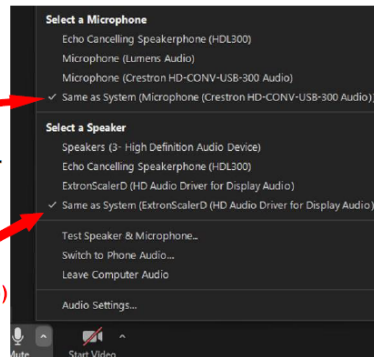 Select a Microphone
Echo Cancelling Speakerphone (HDL300)
Microphone (Lumens Audio)
Microphone (Crestron HD-CONV-USB-300 Audio)
✓ Same as System (Microphone (Crestron HD-CONV-USB-300 Audio))
Select a Speaker
Speakers (3- High Definition Audio Device)
Echo Cancelling Speakerphone (HDL300)
ExtronScalerD (HD Audio Driver for Display Audio)
✓ Same as System (ExtronScalerD (HD Audio Driver for Display Audio)
Test Speaker & Microphone...
Switch to Phone Audio...
Leave Computer Audio
)
Audio Settings...
Mute Start Video